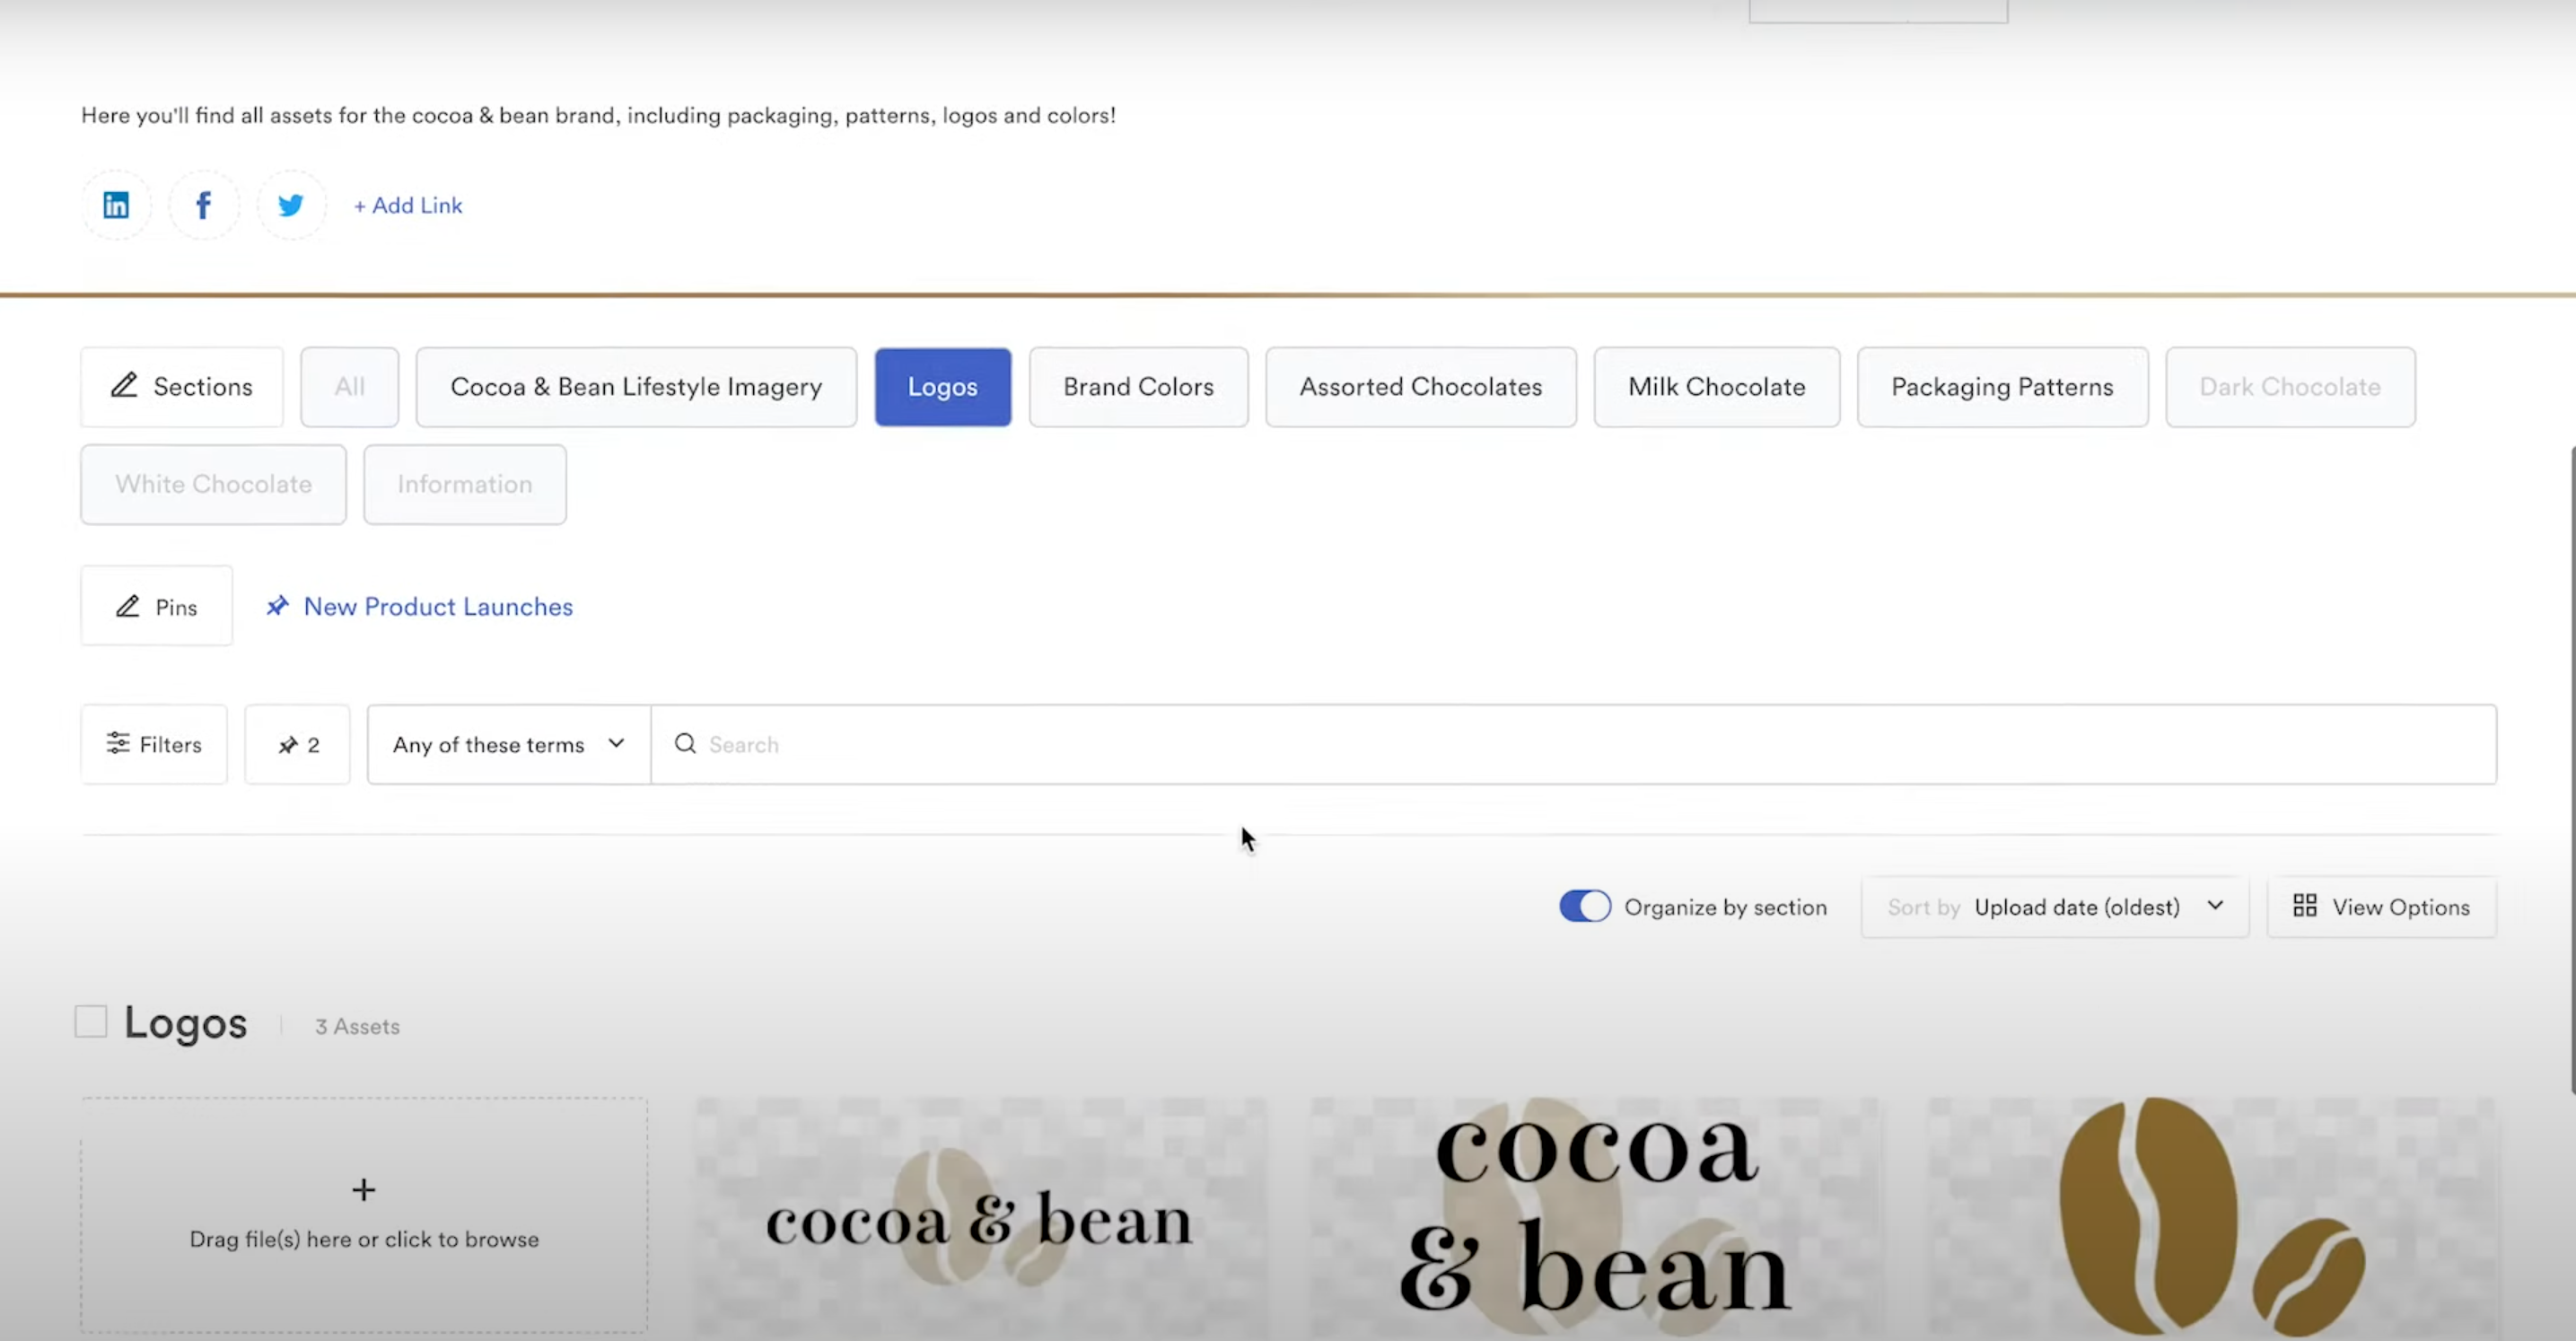 Here you'll find all assets for the cocoa & bean brand, including packaging, patterns, logos and colors!
in f + Add Link
Sections All Cocoa & Bean Lifestyle Imagery Logos Brand Colors Assorted Chocolates Milk Chocolate Packaging Patterns Dark Chocolate
White Chocolate Information
Pins New Product Launches
Filters 2 Any of these terms Search
Organize by section Sort by Upload date (oldest) View Options
Logos 3 Assets
Drag file(s) here or click to browse
cocoa & bean
cocoa
& bean